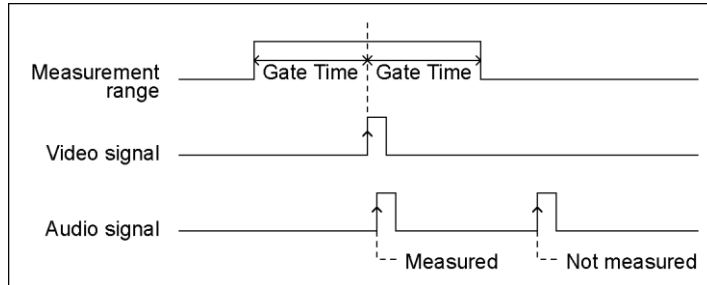 Measurement
range
Gate Time Gate Time
Video signal
Audio signal
Measured Not measured